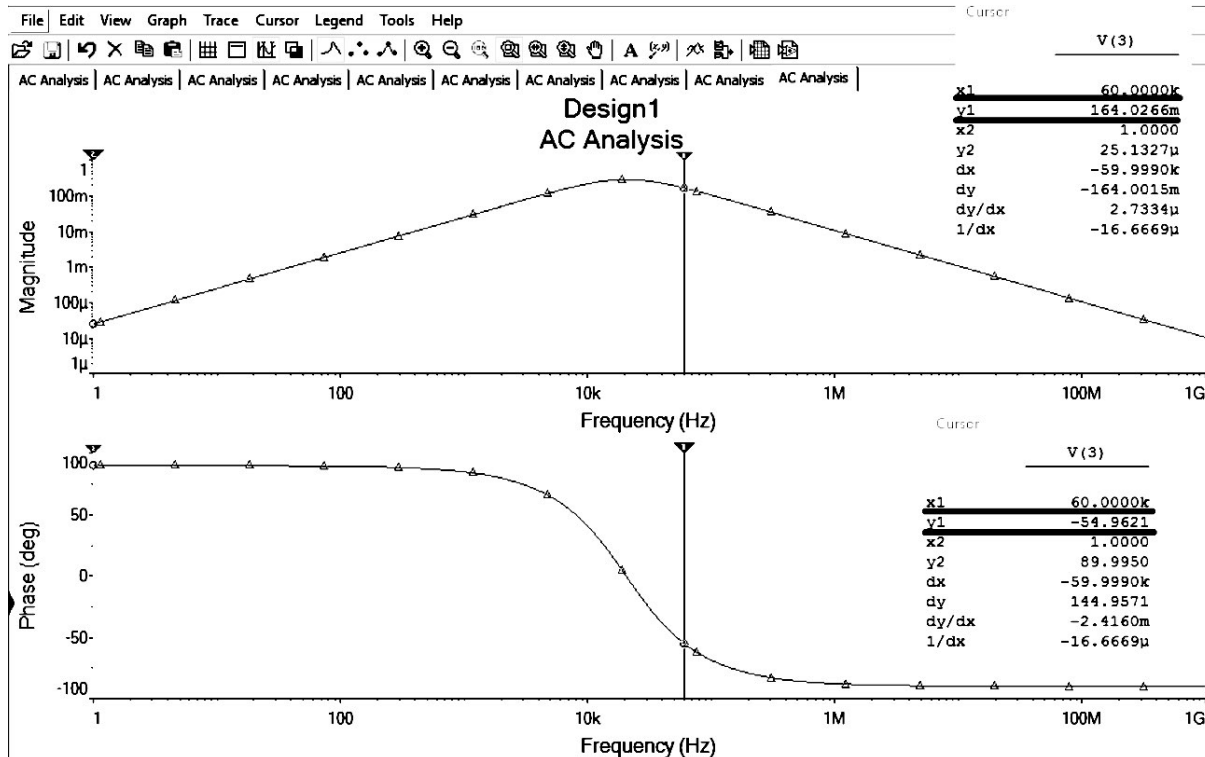 File Edit View Graph Trace Cursor Legend Tools Help
AC Analysis AC Analysis AC Analysis AC Analysis AC Analysis AC Analysis AC Analysis AC Analysis AC Analysis AC Analysis
Design1
AC Analysis
Cursor
V(3)
x1 60.0000k
y1 164.0266m
x2 1.0000
y2 25.1327µ
dx -59.9990k
dy -164.0015m
dy/dx 2.7334µ
1/dx -16.6669µ
Magnitude
1
100m
10m
1m
100µ
10µ
1µ
1 100 10k 1M 100M 1G
Frequency (Hz)
Cursor
V(3)
x1 60.0000k
y1 -54.9621
x2 1.0000
y2 89.9950
dx -59.9990k
dy 144.9571
dy/dx -2.4160m
1/dx -16.6669µ
Phase (deg)
100
50
0
-50
-100
1 100 10k 1M 100M 1G
Frequency (Hz)